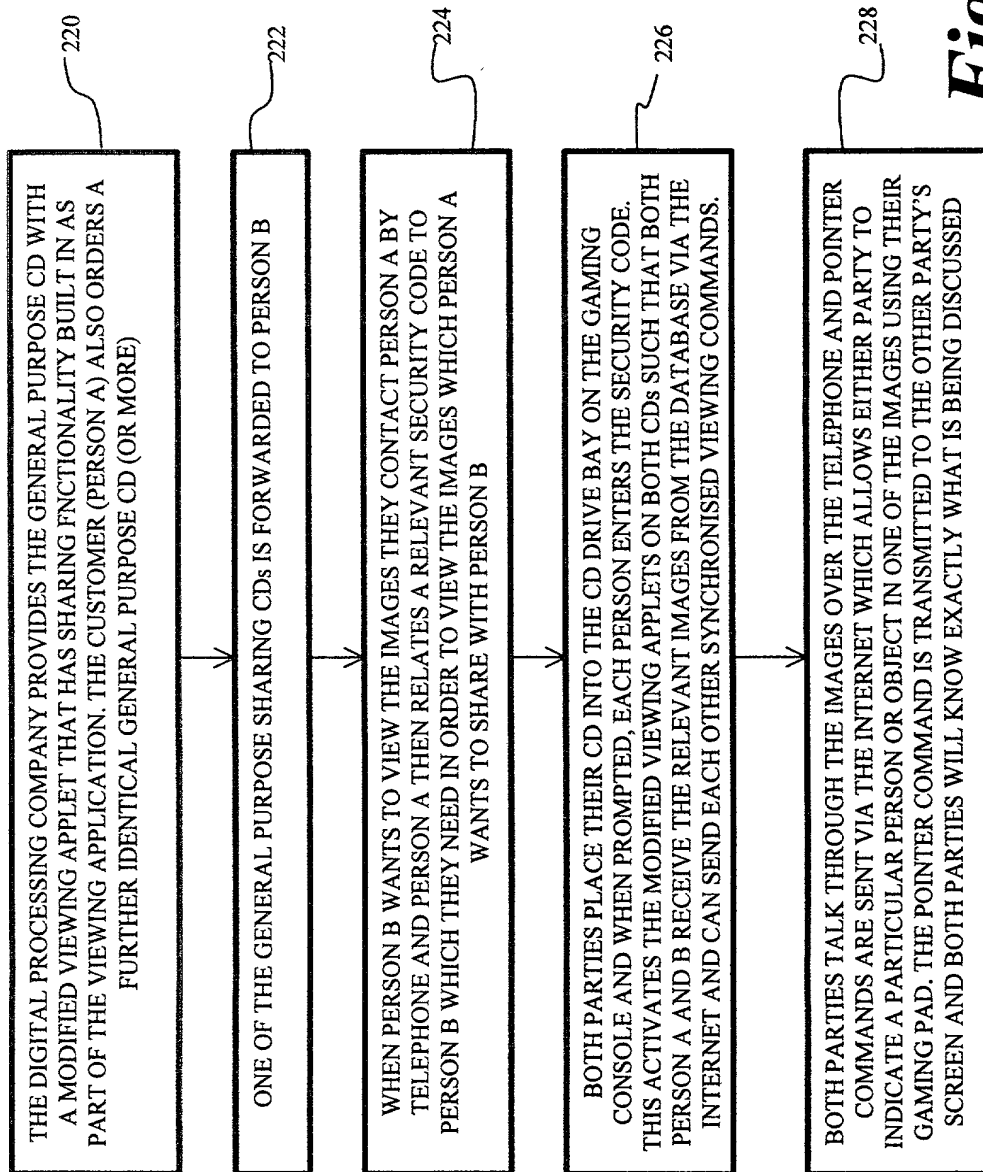 THE DIGITAL PROCESSING COMPANY PROVIDES THE GENERAL PURPOSE CD WITH
A MODIFIED VIEWING APPLET THAT HAS SHARING FNCTIONALITY BUILT IN AS
PART OF THE VIEWING APPLICATION. THE CUSTOMER (PERSON A) ALSO ORDERS A
FURTHER IDENTICAL GENERAL PURPOSE CD (OR MORE)
220
ONE OF THE GENERAL PURPOSE SHARING CDs IS FORWARDED TO PERSON B
222
WHEN PERSON B WANTS TO VIEW THE IMAGES THEY CONTACT PERSON A BY
TELEPHONE AND PERSON A THEN RELATES A RELEVANT SECURITY CODE TO
PERSON B WHICH THEY NEED IN ORDER TO VIEW THE IMAGES WHICH PERSON A
WANTS TO SHARE WITH PERSON B
224
BOTH PARTIES PLACE THEIR CD INTO THE CD DRIVE BAY ON THE GAMING
CONSOLE AND WHEN PROMPTED, EACH PERSON ENTERS THE SECURITY CODE.
THIS ACTIVATES THE MODIFIED VIEWING APPLETS ON BOTH CDs SUCH THAT BOTH
PERSON A AND B RECEIVE THE RELEVANT IMAGES FROM THE DATABASE VIA THE
INTERNET AND CAN SEND EACH OTHER SYNCHRONISED VIEWING COMMANDS.
226
BOTH PARTIES TALK THROUGH THE IMAGES OVER THE TELEPHONE AND POINTER
COMMANDS ARE SENT VIA THE INTERNET WHICH ALLOWS EITHER PARTY TO
INDICATE A PARTICULAR PERSON OR OBJECT IN ONE OF THE IMAGES USING THEIR
GAMING PAD. THE POINTER COMMAND IS TRANSMITTED TO THE OTHER PARTY'S
SCREEN AND BOTH PARTIES WILL KNOW EXACTLY WHAT IS BEING DISCUSSED
228